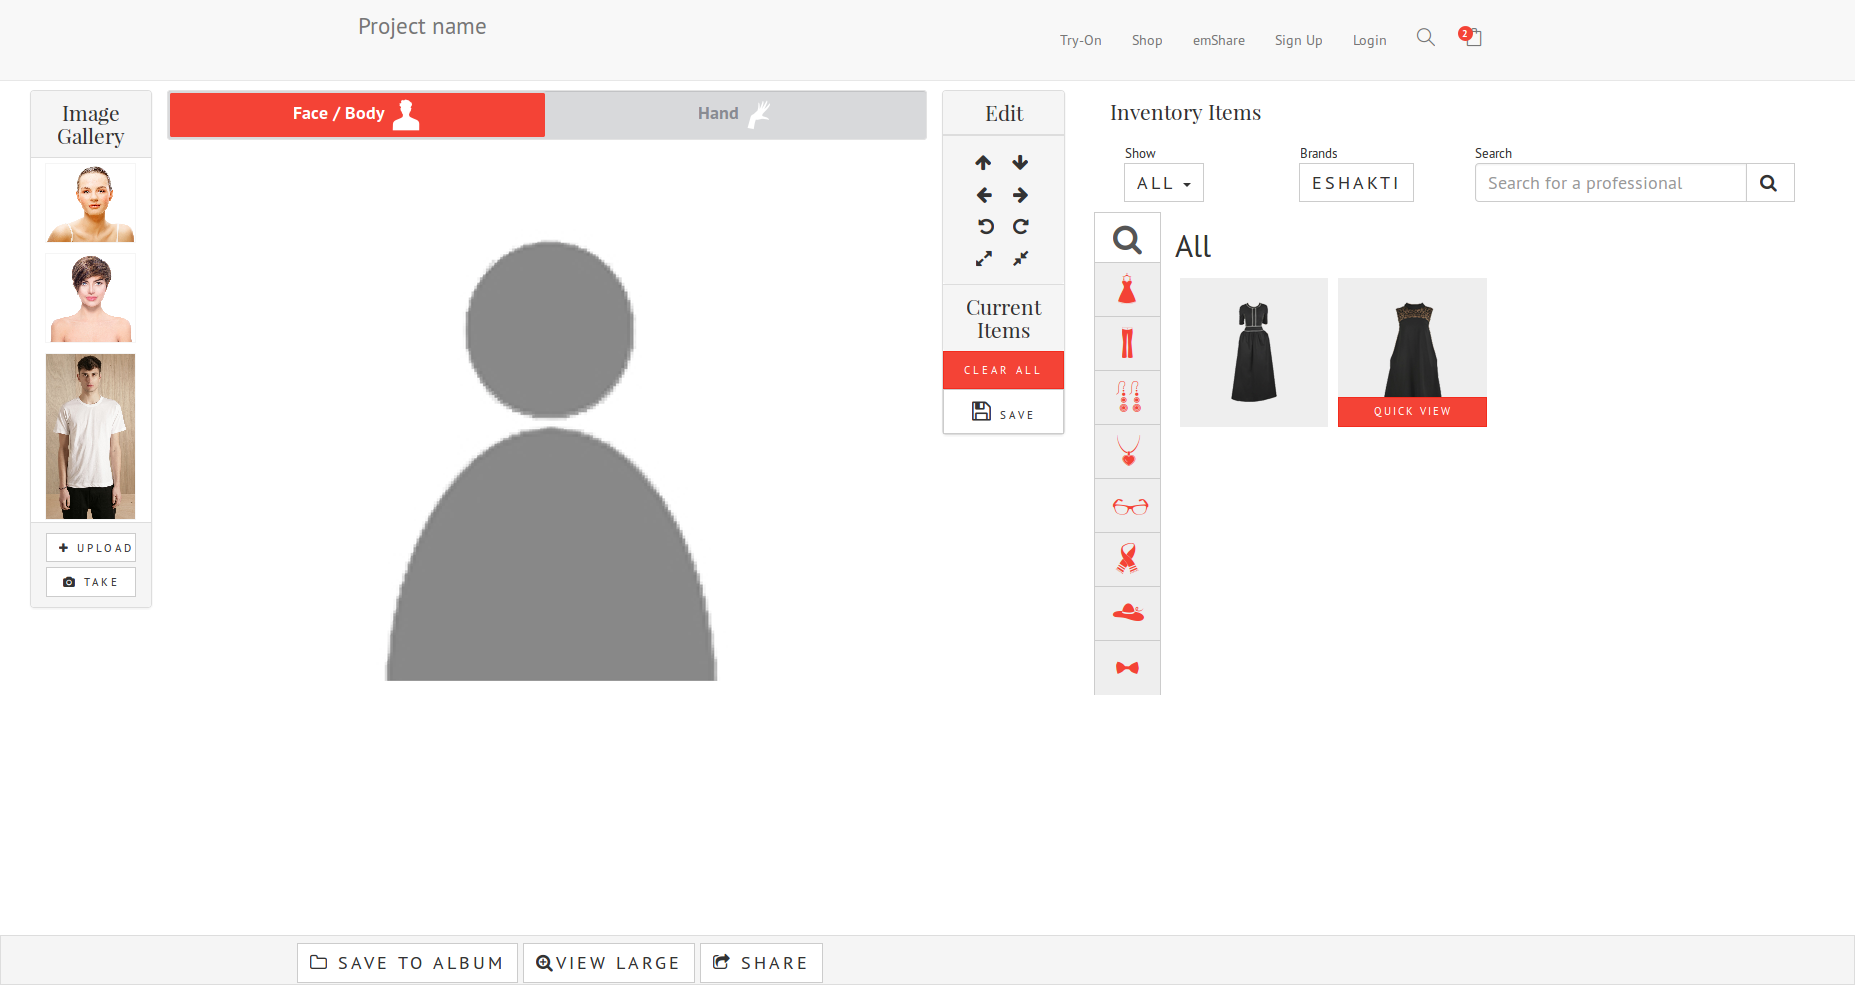 Project name
Try-On
Shop
emShare
Sign Up
Login
2
Image
Gallery
UPLOAD
TAKE
Face / Body
Hand
Edit
Current
Items
CLEAR ALL
SAVE
Inventory Items
Show
ALL
Brands
ESHAKTI
Search
Search for a professional
All
QUICK VIEW
SAVE TO ALBUM
VIEW LARGE
SHARE